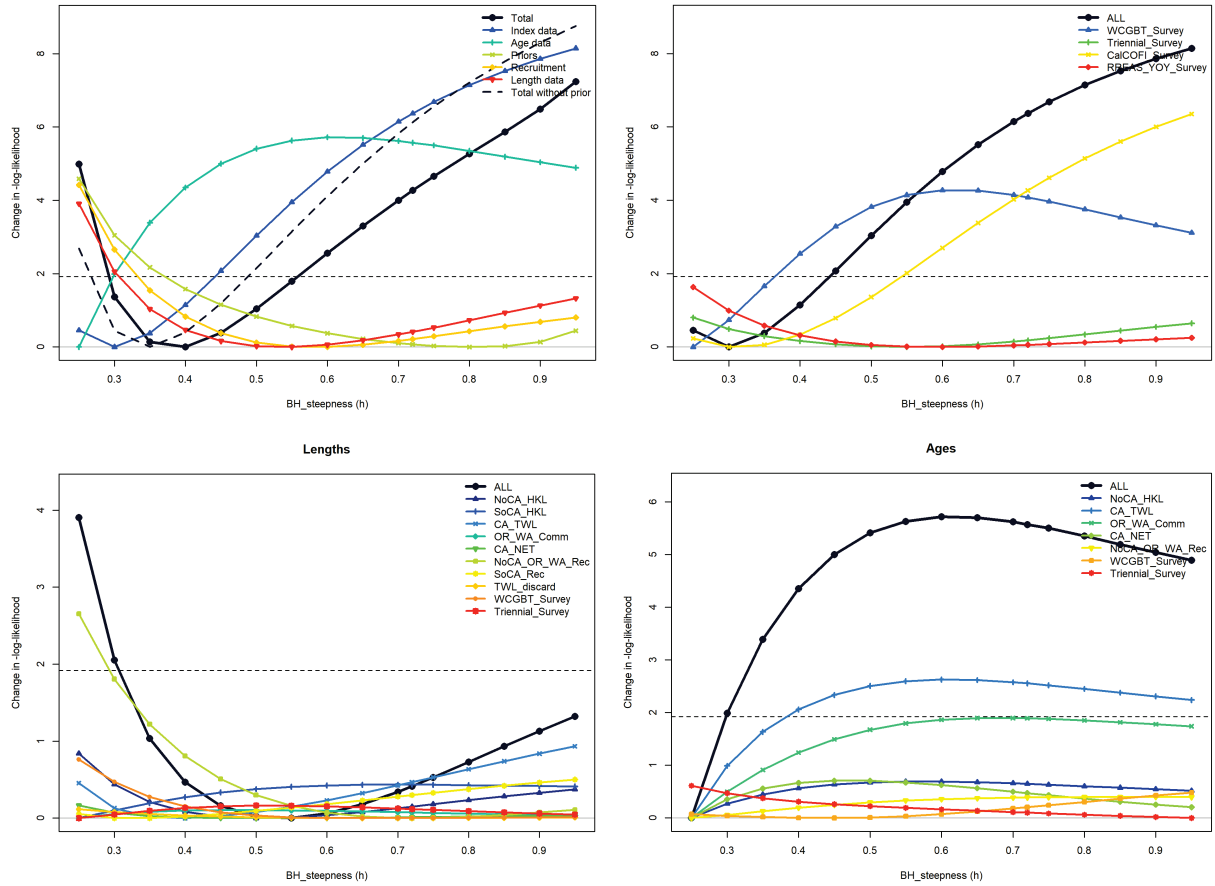 Total
Index data
Age data
Priors
Recruitment
Length data
Total without prior
Change in -log-likelihood
0
2
4
6
8
0.3
0.4
0.5
0.6
0.7
0.8
0.9
BH_steepness (h)
ALL
WCGBT_Survey
Triennial_Survey
CalCOFI_Survey
RREAS_YOY_Survey
Change in -log-likelihood
0
2
4
6
8
0.3
0.4
0.5
0.6
0.7
0.8
0.9
BH_steepness (h)
Lengths
ALL
NoCA_HKL
SoCA_HKL
CA_TWL
OR_WA_Comm
CA_NET
NoCA_OR_WA_Rec
SoCA_Rec
TWL_discard
WCGBT_Survey
Triennial_Survey
Change in -log-likelihood
0
1
2
3
4
0.3
0.4
0.5
0.6
0.7
0.8
0.9
BH_steepness (h)
Ages
ALL
NoCA_HKL
CA_TWL
OR_WA_Comm
CA_NET
NoCA_OR_WA_Rec
WCGBT_Survey
Triennial_Survey
Change in -log-likelihood
0
1
2
3
4
5
6
0.3
0.4
0.5
0.6
0.7
0.8
0.9
BH_steepness (h)